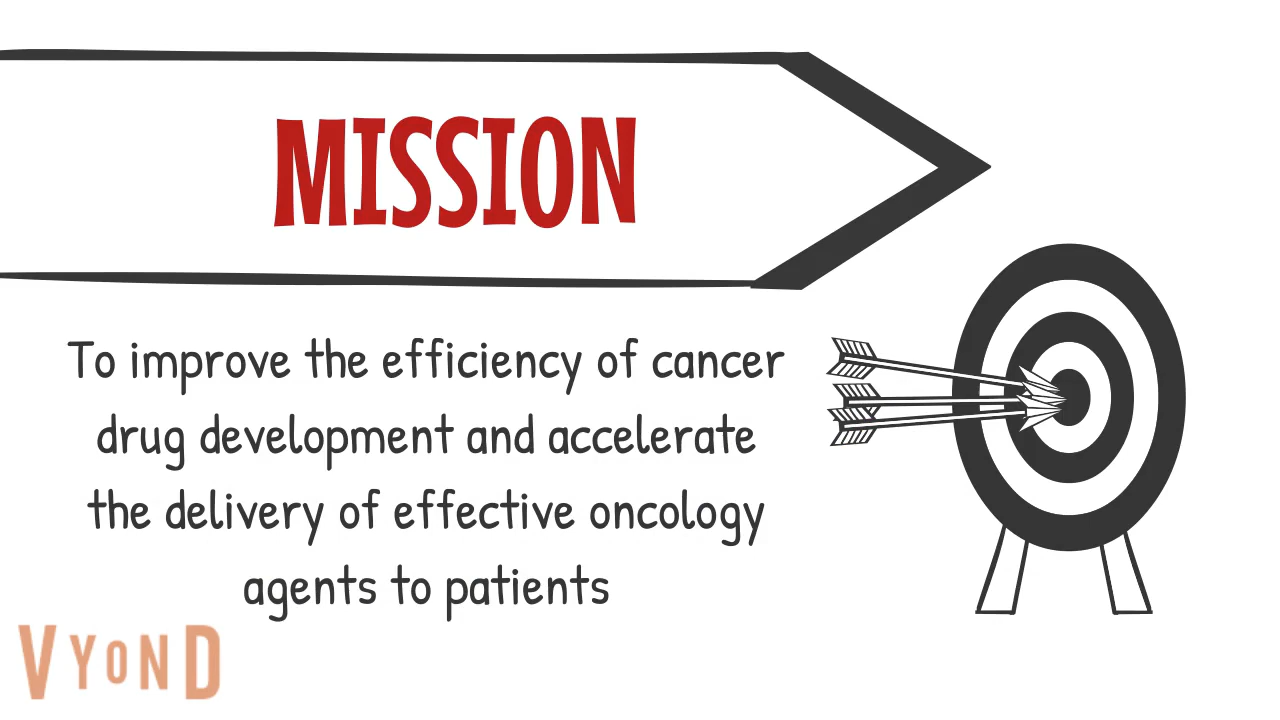 MISSION
To improve the efficiency of cancer
drug development and accelerate
the delivery of effective oncology
agents to patients
VYOND